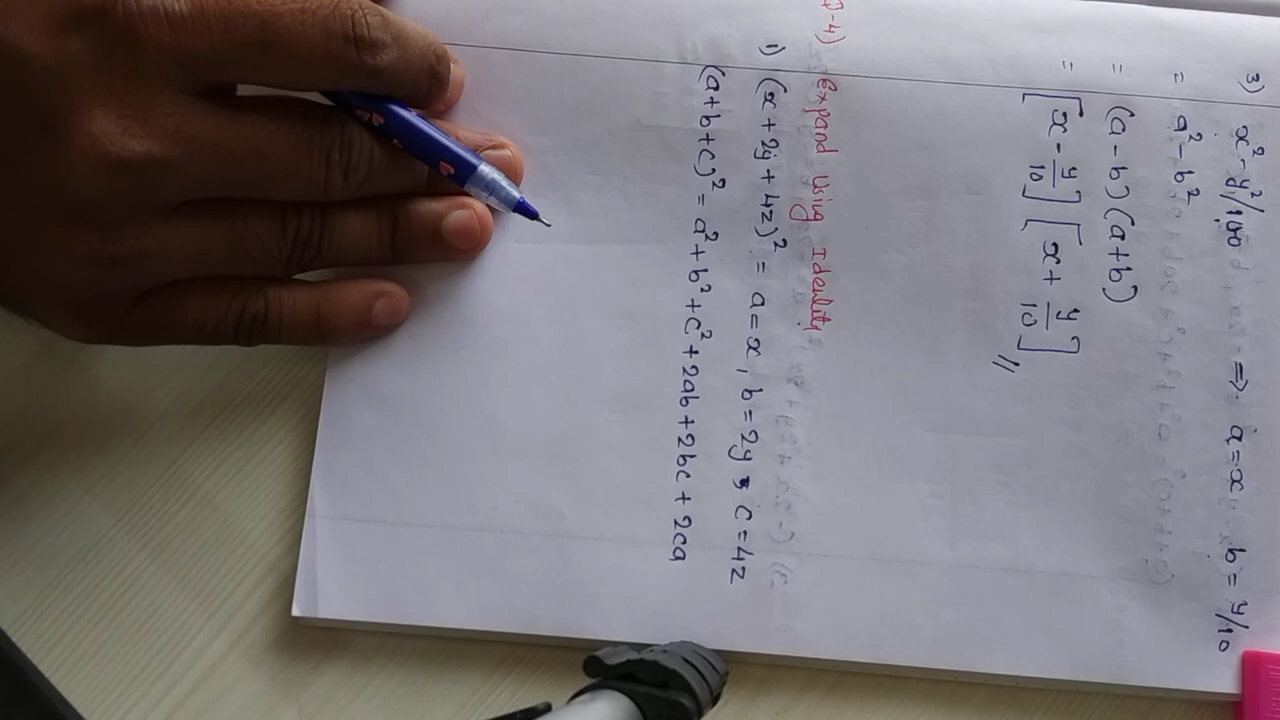 3) x² - y²/100 => a = x b = y/10
= a² - b²
= (a - b) (a + b)
= [x - y/10] [x + y/10] //
-4) Expand Using Identity
1) (x + 2y + 4z)² = a = x, b = 2y, c = 4z
(a+b+c)² = a² + b² + c² + 2ab + 2bc + 2ca